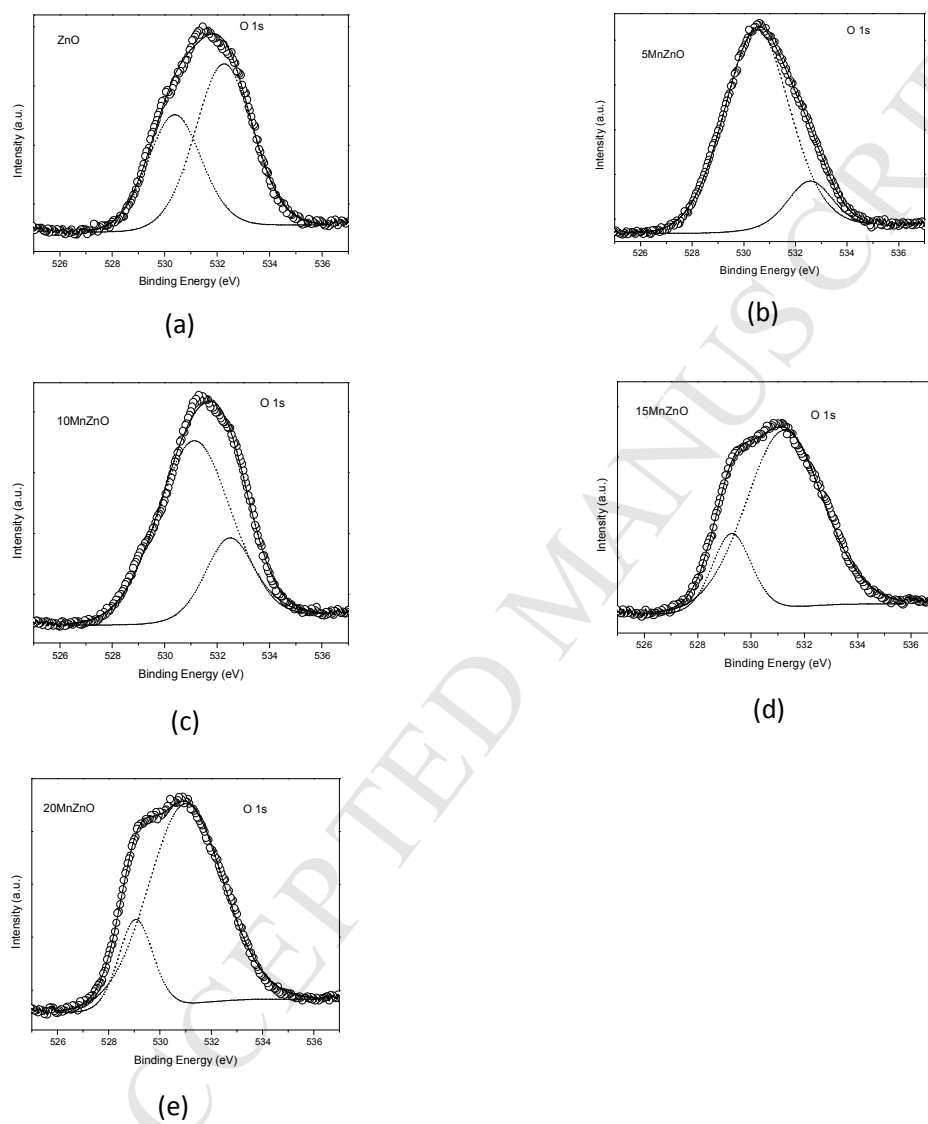 ZnO
O 1s
Intensity (a.u.)
526 528 530 532 534 536
Binding Energy (eV)
(a)
5MnZnO
O 1s
Intensity (a.u.)
526 528 530 532 534 536
Binding Energy (eV)
(b)
10MnZnO
O 1s
Intensity (a.u.)
526 528 530 532 534 536
Binding Energy (eV)
(c)
15MnZnO
O 1s
Intensity (a.u.)
526 528 530 532 534 536
Binding Energy (eV)
(d)
20MnZnO
O 1s
Intensity (a.u.)
526 528 530 532 534 536
Binding Energy (eV)
(e)
CCEPTED MANUSCRI